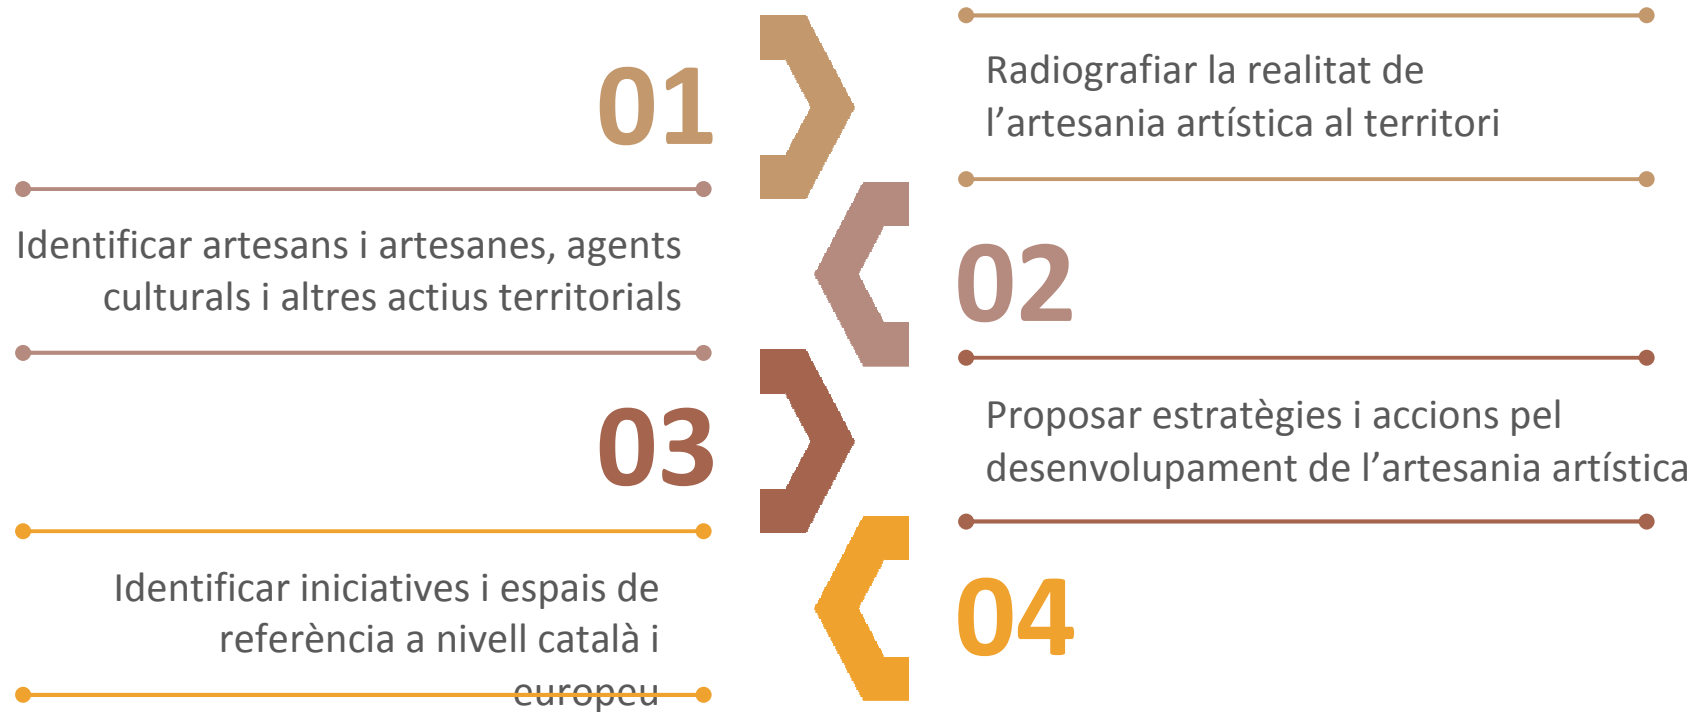 01
Radiografiar la realitat de
l’artesania artística al territori
Identificar artesans i artesanes, agents
culturals i altres actius territorials
02
03
Proposar estratègies i accions pel
desenvolupament de l’artesania artística
Identificar iniciatives i espais de
referència a nivell català i
europeu
04